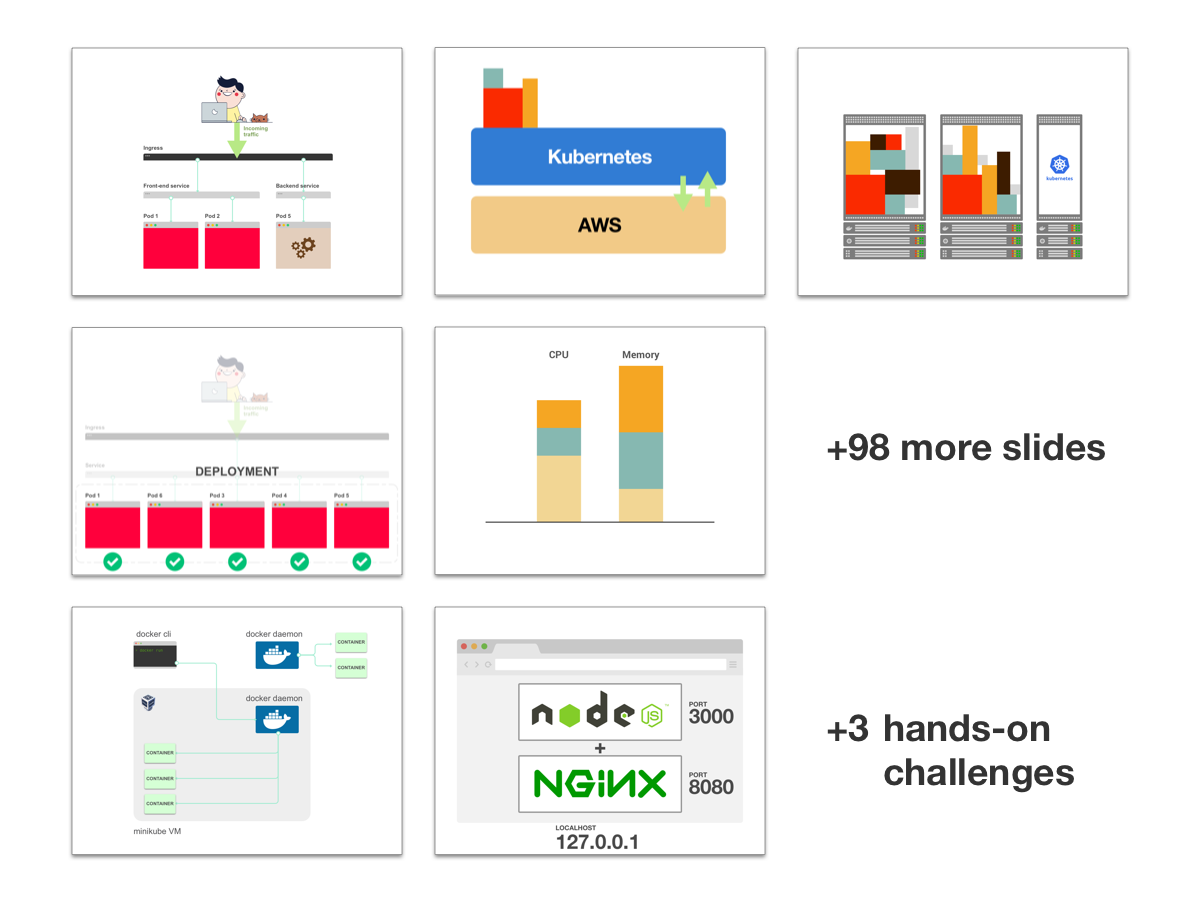 Incoming
traffic
Ingress
Front-end service
Backend service
Pod 1
Pod 2
Pod 5
Kubernetes
AWS
kubernetes
Incoming
traffic
Ingress
Service
DEPLOYMENT
Pod 1
Pod 6
Pod 3
Pod 4
Pod 5
CPU
Memory
+98 more slides
docker cli
docker daemon
CONTAINER
CONTAINER
docker daemon
CONTAINER
CONTAINER
CONTAINER
minikube VM
node
JS
PORT
3000
+
NGINX
PORT
8080
LOCALHOST
127.0.0.1
+3 hands-on
challenges